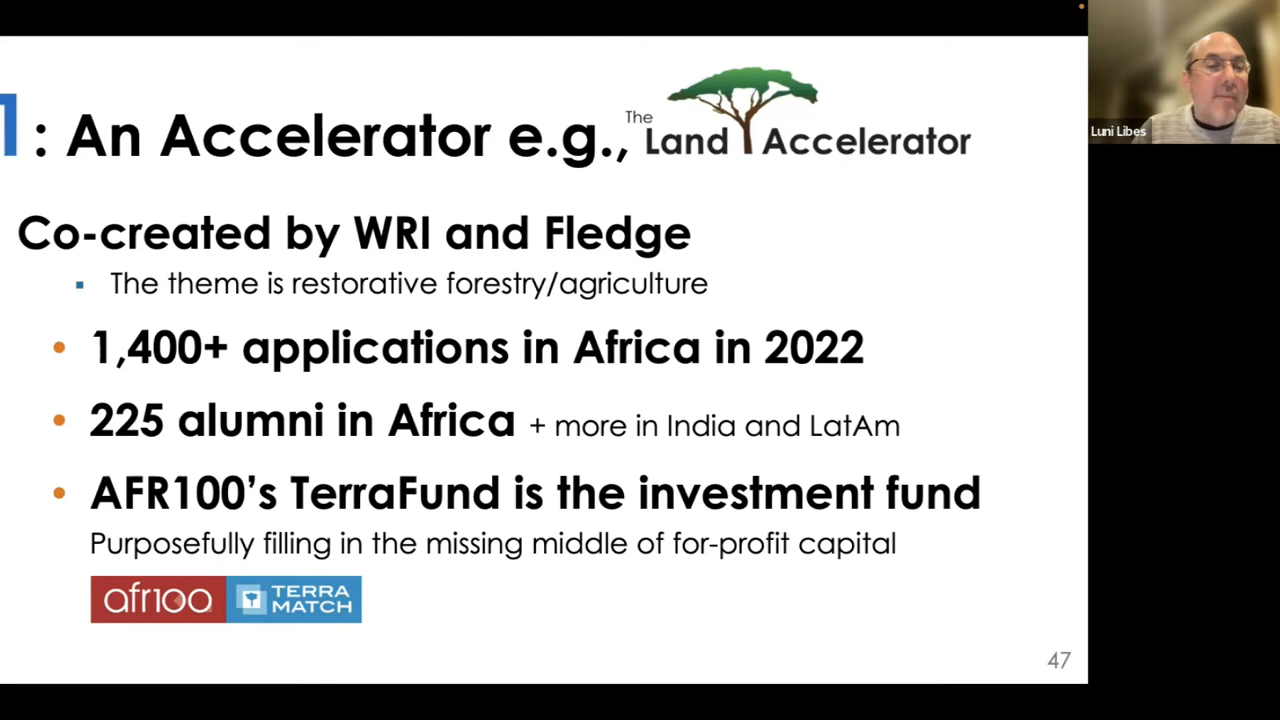 1: An Accelerator e.g., The Land Accelerator
Luni Libes
Co-created by WRI and Fledge
▪ The theme is restorative forestry/agriculture
• 1,400+ applications in Africa in 2022
• 225 alumni in Africa + more in India and LatAm
• AFR100's TerraFund is the investment fund
Purposefully filling in the missing middle of for-profit capital
afr100 TERRA
MATCH
47